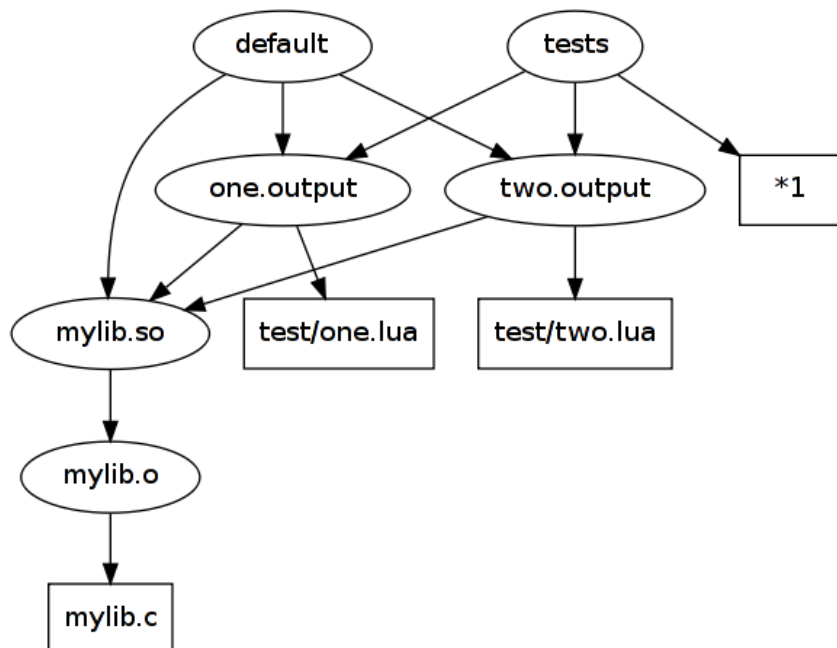 default
tests
one.output
two.output
*1
mylib.so
test/one.lua
test/two.lua
mylib.o
mylib.c